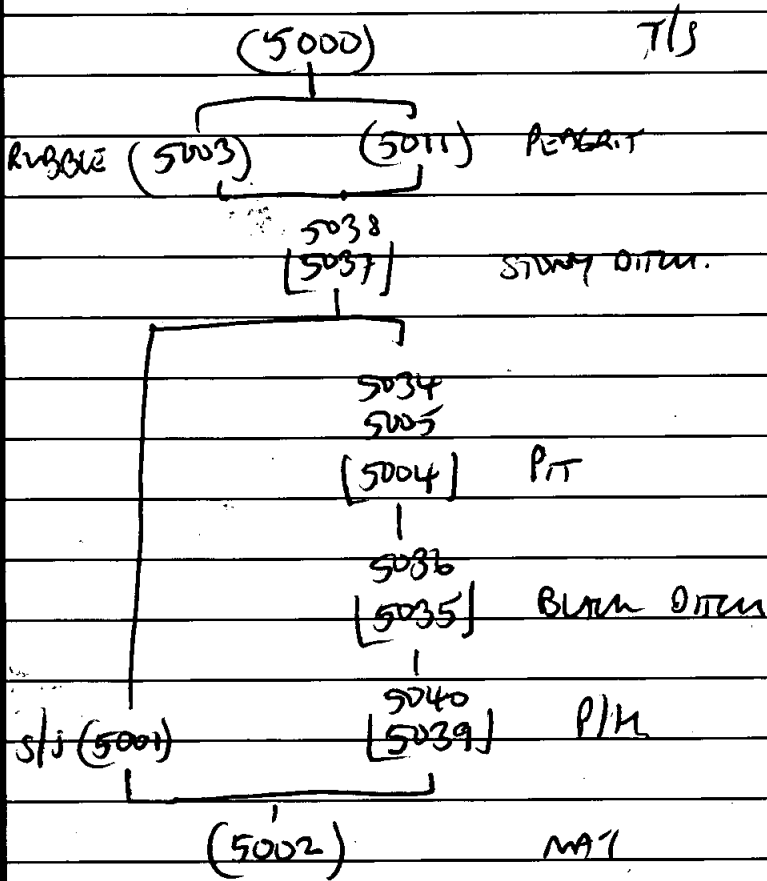 (5000) T/S
RUBBLE (5003) (5011) PEAGRIT
5038
[5037] STONY DITCH.
5034
5005
[5004] PIT
5036
[5035] BLACK DITCH
5040
s/j (5001) [5039] P/H
(5002) NAT